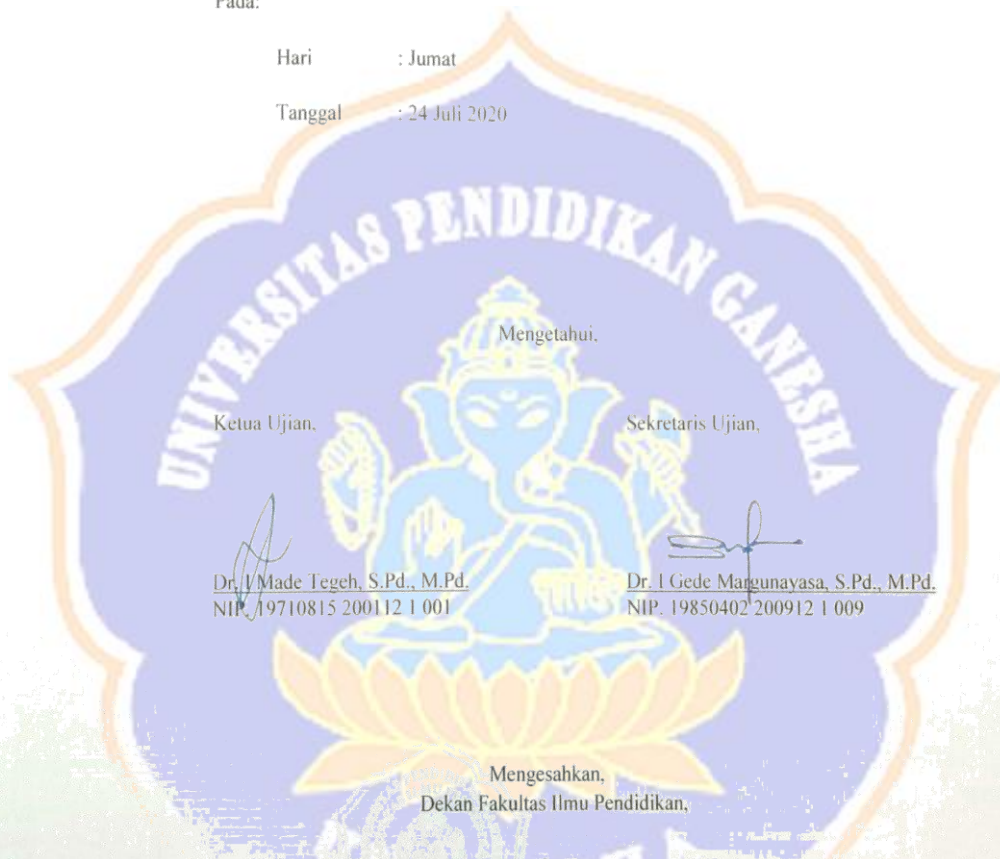 Pada:
Hari : Jumat
Tanggal : 24 Juli 2020
UNIVERSITAS PENDIDIKAN GANESHA
Mengetahui,
Ketua Ujian, Sekretaris Ujian,
Dr. I Made Tegeh, S.Pd., M.Pd. Dr. I Gede Margunayasa, S.Pd., M.Pd.
NIP. 19710815 200112 1 001 NIP. 19850402 200912 1 009
Mengesahkan,
Dekan Fakultas Ilmu Pendidikan,